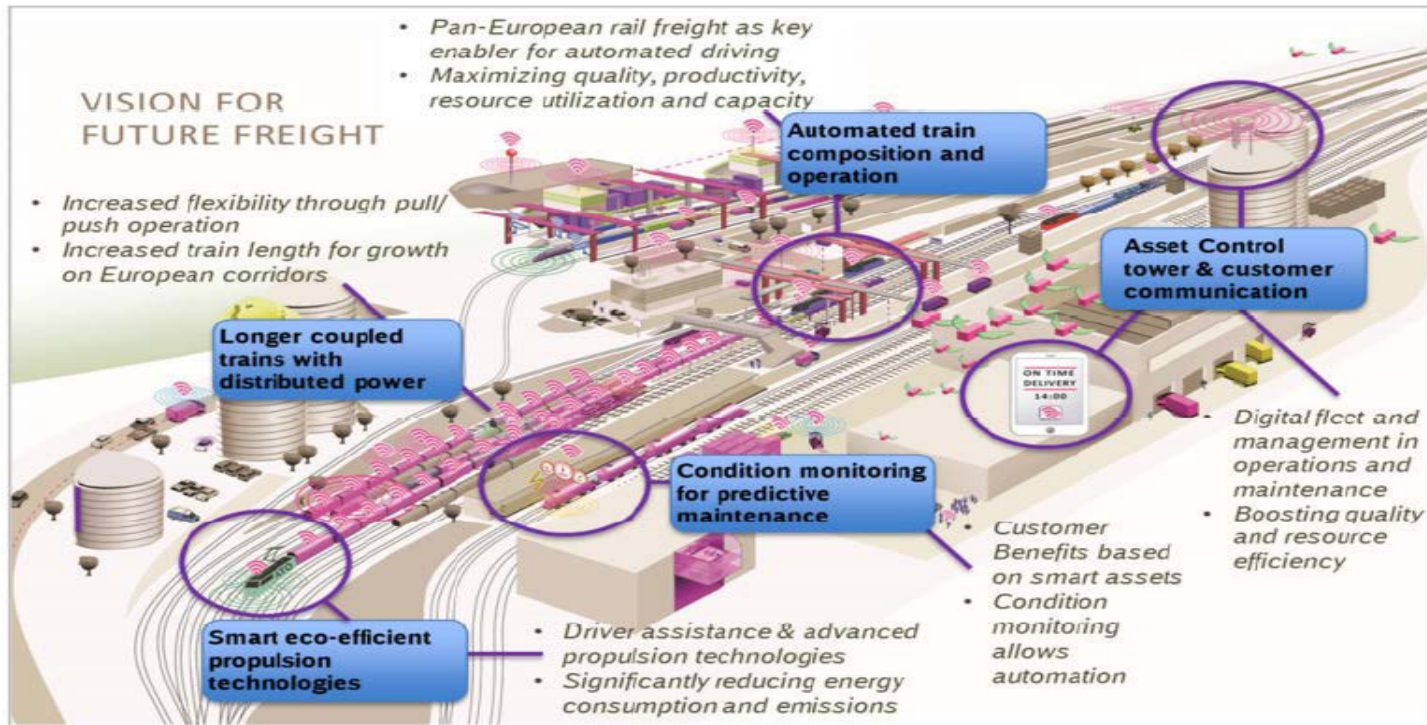 • Pan-European rail freight as key
enabler for automated driving
• Maximizing quality, productivity,
resource utilization and capacity
VISION FOR
FUTURE FREIGHT
Automated train
composition and
operation
• Increased flexibility through pull/
push operation
• Increased train length for growth
on European corridors
Asset Control
tower & customer
communication
Longer coupled
trains with
distributed power
ON TIME
DELIVERY
14:00
• Digital fleet and
management in
operations and
maintenance
• Boosting quality
and resource
efficiency
Condition monitoring
for predictive
maintenance
• Customer
Benefits based
on smart assets
• Condition
monitoring
allows
automation
ATO
Smart eco-efficient
propulsion
technologies
• Driver assistance & advanced
propulsion technologies
• Significantly reducing energy
consumption and emissions